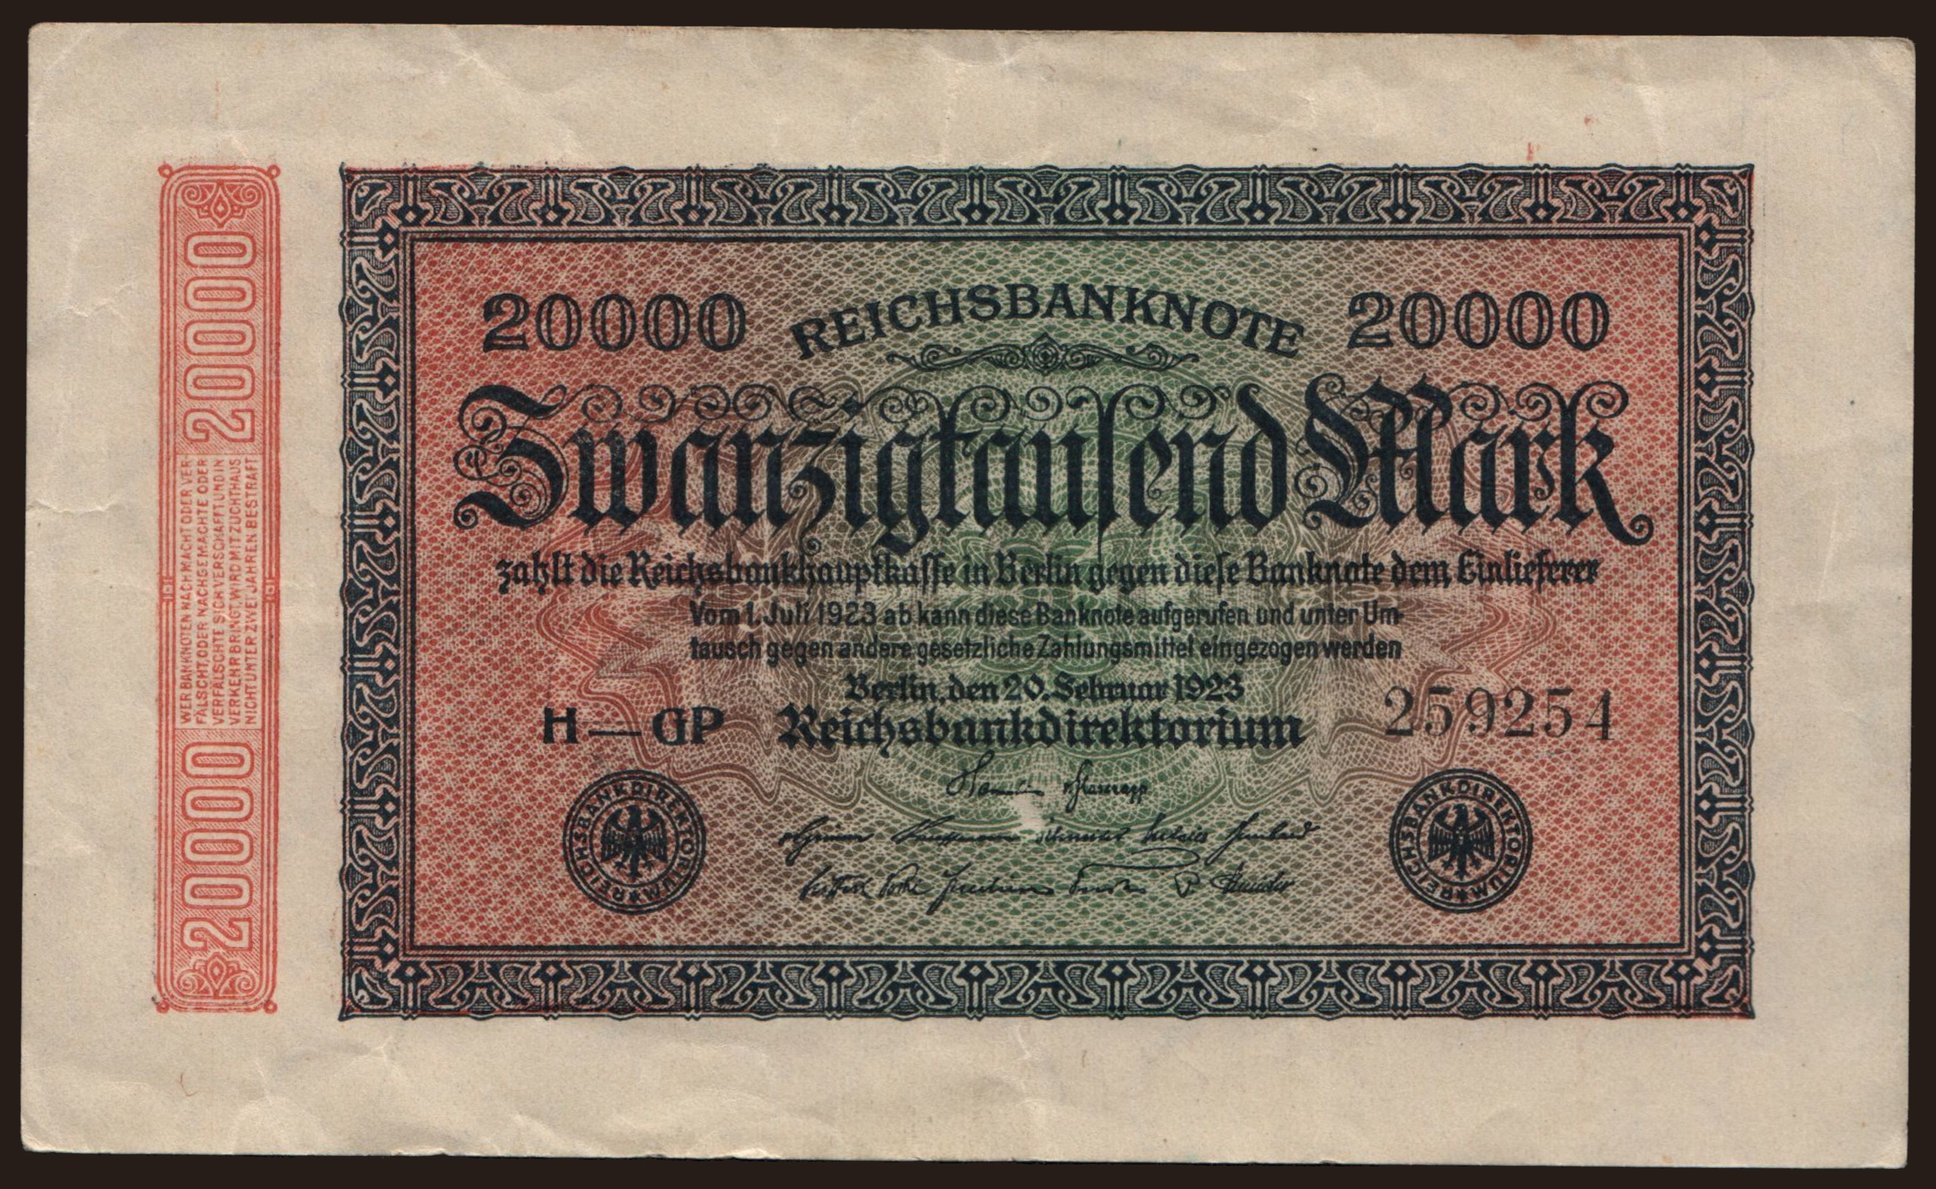 20000
WER BANKNOTEN NACHMACHT ODER VER-
FÄLSCHT, ODER NACHGEMACHTE ODER
VERFÄLSCHTE SICH VERSCHAFFT UND IN
VERKEHR BRINGT, WIRD MIT ZUCHTHAUS
NICHT UNTER ZWEI JAHREN BESTRAFT
20000
20000 REICHSBANKNOTE 20000
Zwanzigtausend Mark
zahlt die Reichsbankhauptkasse in Berlin gegen diese Banknote dem Einlieferer
Vom 1. Juli 1923 ab kann diese Banknote aufgerufen und unter Um-
tausch gegen andere gesetzliche Zahlungsmittel eingezogen werden
Berlin, den 20. Februar 1923
H—GP Reichsbankdirektorium 259254
v. Glasenapp
REICHSBANKDIREKTORIUM
REICHSBANKDIREKTORIUM